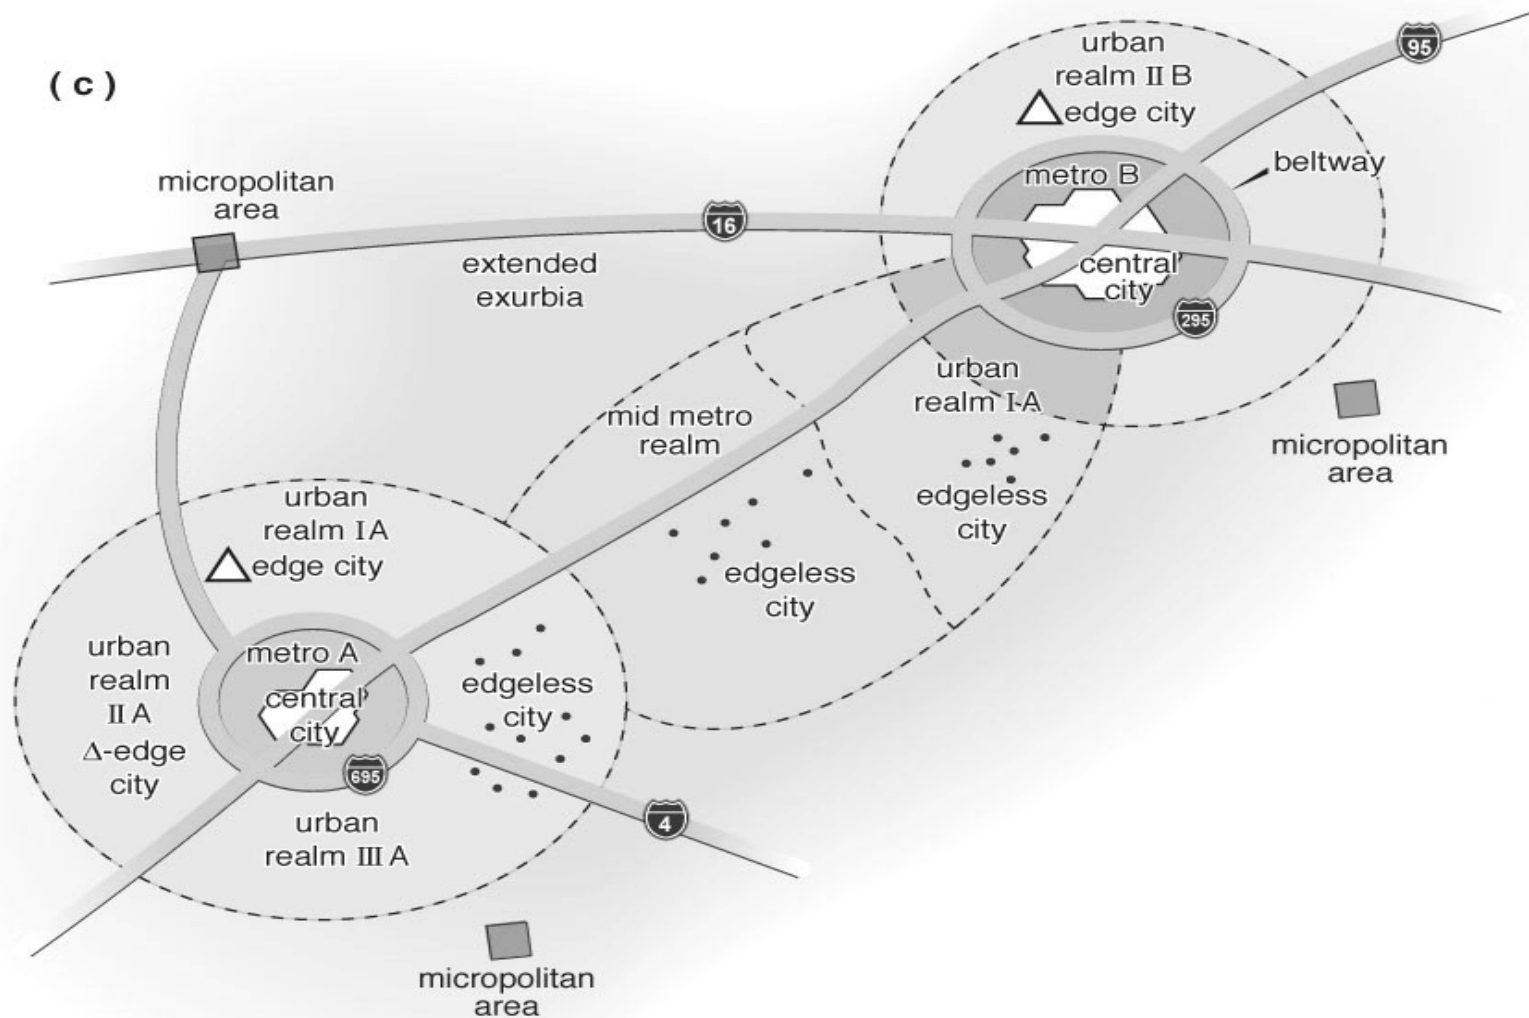 (c)
urban
realm II B
edge city
95
micropolitan
area
beltway
metro B
16
extended
exurbia
central
city
295
urban
realm I A
mid metro
realm
micropolitan
area
edgeless
city
urban
realm I A
edge city
edgeless
city
urban
realm
II A
Δ-edge
city
metro A
central
city
edgeless
city
695
4
urban
realm III A
micropolitan
area